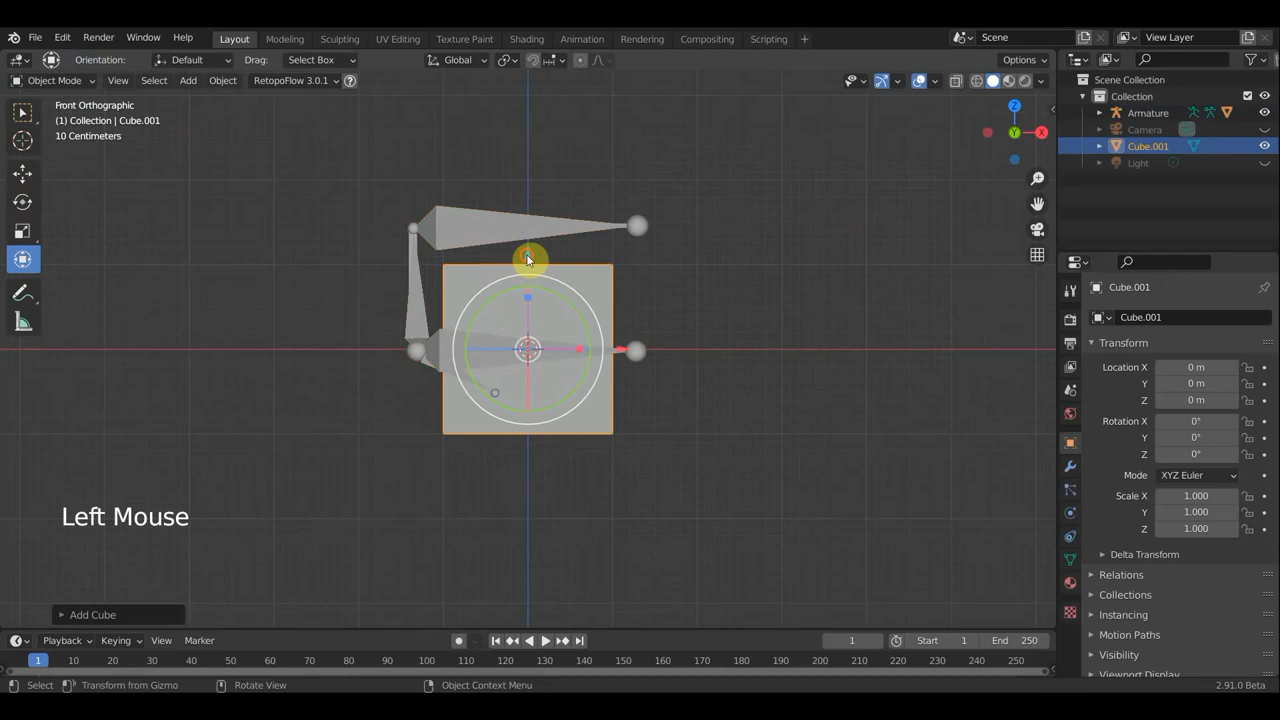 File Edit Render Window Help Layout Modeling Sculpting UV Editing Texture Paint Shading Animation Rendering Compositing Scripting + Scene View Layer
Orientation: Default Drag: Select Box Global Options
Object Mode View Select Add Object RetopoFlow 3.0.1 ?
Front Orthographic
(1) Collection | Cube.001
10 Centimeters
Z
X
Y
Scene Collection
Collection
Armature
Camera
Cube.001
Light
Cube.001
Cube.001
Transform
Location X 0 m
Y 0 m
Z 0 m
Rotation X 0°
Y 0°
Z 0°
Mode XYZ Euler
Scale X 1.000
Y 1.000
Z 1.000
Delta Transform
Relations
Collections
Instancing
Motion Paths
Visibility
Viewport Display
Left Mouse
Add Cube
Playback Keying View Marker 1 Start 1 End 250
1 10 20 30 40 50 60 70 80 90 100 110 120 130 140 150 160 170 180 190 200 210 220 230 240 250
Select Transform from Gizmo Rotate View Object Context Menu 2.91.0 Beta